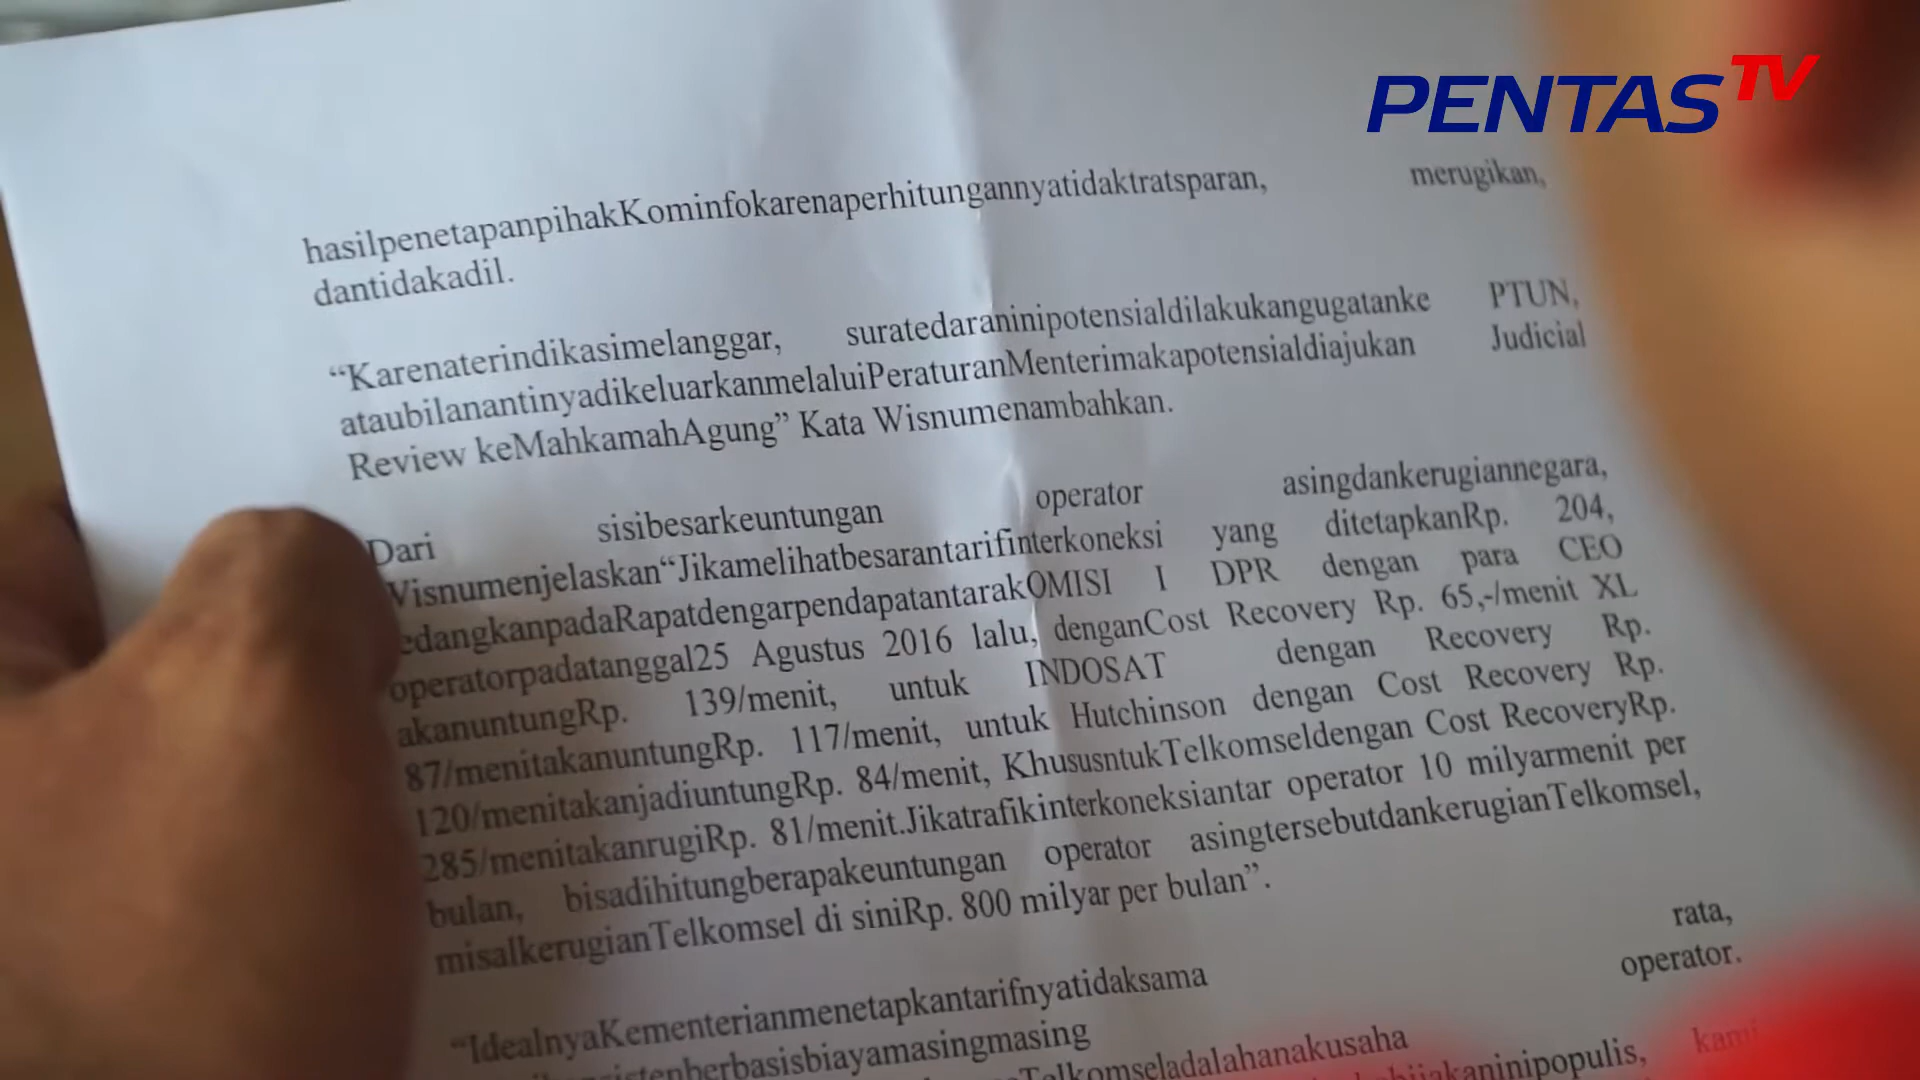 PENTAS TV
hasilpenetapanpihakKominfokarenaperhitungannyatidaktratsparan, merugikan,
dantidakadil.
“Karenaterindikasimelanggar, suratedaraninipotensialdilakukangugatanke PTUN,
ataubilanantinyadikeluarkanmelaluiPeraturanMenterimakapotensialdiajukan Judicial
Review keMahkamahAgung” Kata Wisnumenambahkan.
Dari sisibesarkeuntungan operator asingdankerugiannegara,
Wisnumenjelaskan“Jikamelihatbesarantarifinterkoneksi yang ditetapkanRp. 204,
edangkanpadaRapatdengarpendapatantarakOMISI I DPR dengan para CEO
operatorpadatanggal25 Agustus 2016 lalu, denganCost Recovery Rp. 65,-/menit XL
akanuntungRp. 139/menit, untuk INDOSAT dengan Recovery Rp.
87/menitakanuntungRp. 117/menit, untuk Hutchinson dengan Cost Recovery Rp.
120/menitakanjadiuntungRp. 84/menit, KhususntukTelkomseldengan Cost RecoveryRp.
285/menitakanrugiRp. 81/menit.Jikatrafikinterkoneksiantar operator 10 milyarmenit per
bulan, bisadihitungberapakeuntungan operator asingtersebutdankerugianTelkomsel,
misalkerugianTelkomsel di siniRp. 800 milyar per bulan”.
“IdealnyaKementerianmenetapkantarifnyatidaksama rata,
operator.